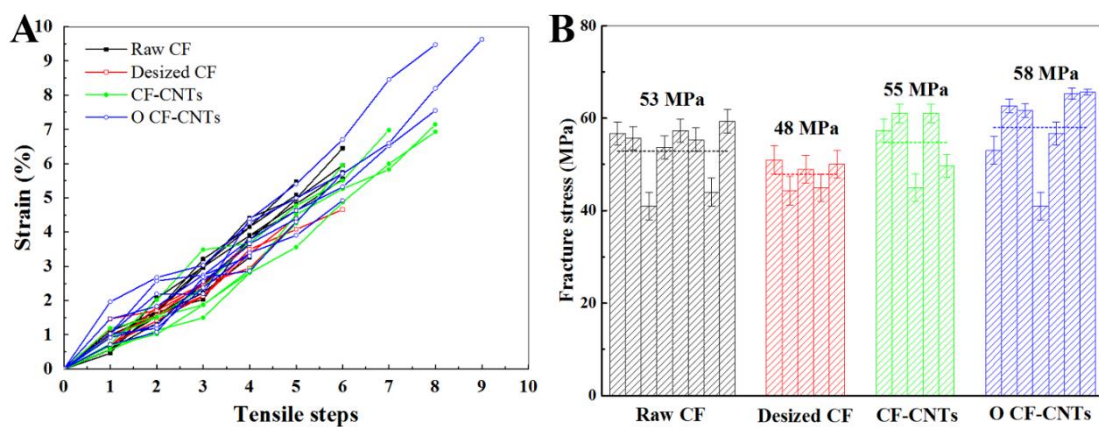 A
Strain (%)
10
9
8
7
6
5
4
3
2
1
0
Raw CF
Desized CF
CF-CNTs
O CF-CNTs
0 1 2 3 4 5 6 7 8 9 10
Tensile steps
B
Fracture stress (MPa)
80
60
40
20
0
53 MPa
48 MPa
55 MPa
58 MPa
Raw CF Desized CF CF-CNTs O CF-CNTs